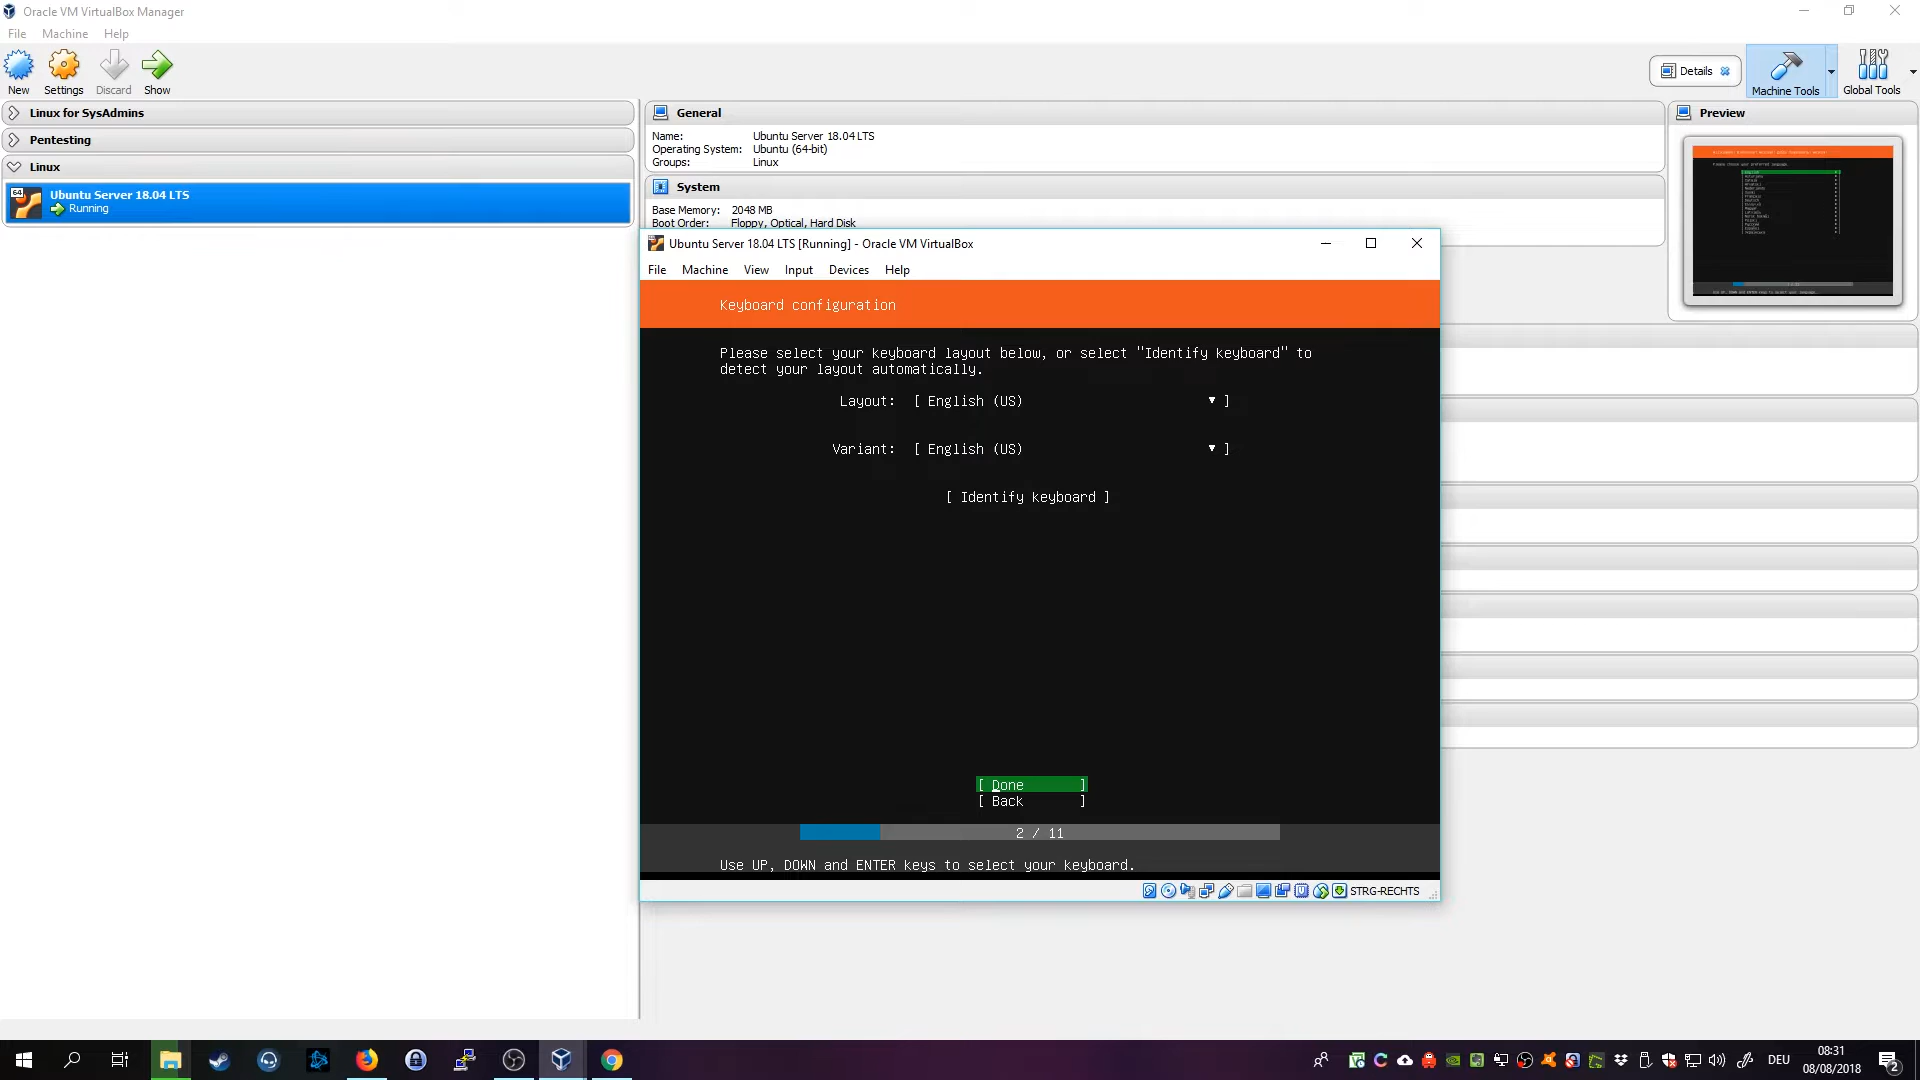 Oracle VM VirtualBox Manager
File Machine Help
New Settings Discard Show
Details
Machine Tools
Global Tools
Linux for SysAdmins
Pentesting
Linux
64
Ubuntu Server 18.04 LTS
Running
General
Name: Ubuntu Server 18.04 LTS
Operating System: Ubuntu (64-bit)
Groups: Linux
System
Base Memory: 2048 MB
Boot Order: Floppy, Optical, Hard Disk
Preview
Ubuntu Server 18.04 LTS [Running] - Oracle VM VirtualBox
File Machine View Input Devices Help
Keyboard configuration
Please select your keyboard layout below, or select "Identify keyboard" to
detect your layout automatically.
Layout: [ English (US) ▼ ]
Variant: [ English (US) ▼ ]
[ Identify keyboard ]
[ Done ]
[ Back ]
2 / 11
Use UP, DOWN and ENTER keys to select your keyboard.
STRG-RECHTS
DEU
08:31
08/08/2018
2